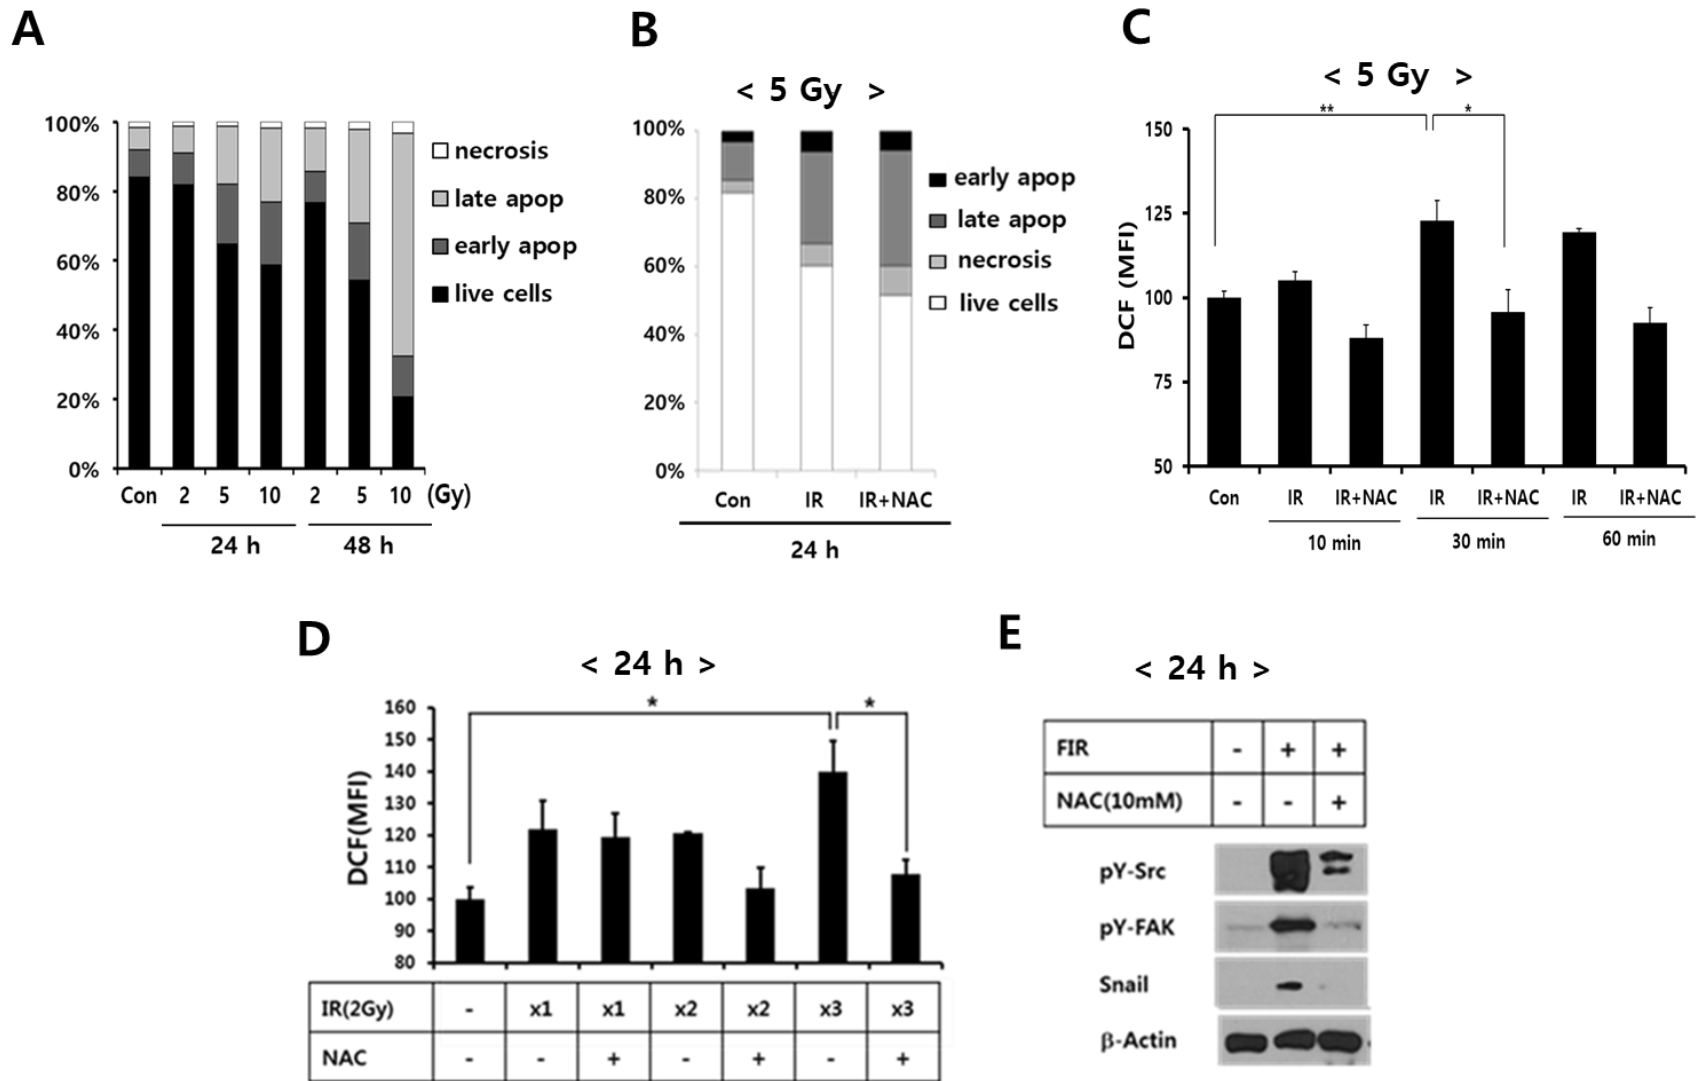 A
100%
80%
60%
40%
20%
0%
necrosis
late apop
early apop
live cells
Con 2 5 10 2 5 10 (Gy)
24 h 48 h
B
< 5 Gy >
100%
80%
60%
40%
20%
0%
early apop
late apop
necrosis
live cells
Con IR IR+NAC
24 h
C
< 5 Gy >
** *
DCF (MFI)
150
125
100
75
50
Con IR IR+NAC IR IR+NAC IR IR+NAC
10 min 30 min 60 min
D
< 24 h >
* *
DCF(MFI)
160
150
140
130
120
110
100
90
80
IR(2Gy) - x1 x1 x2 x2 x3 x3
NAC - - + - + - +
E
< 24 h >
FIR - + +
NAC(10mM) - - +
pY-Src
pY-FAK
Snail
β-Actin